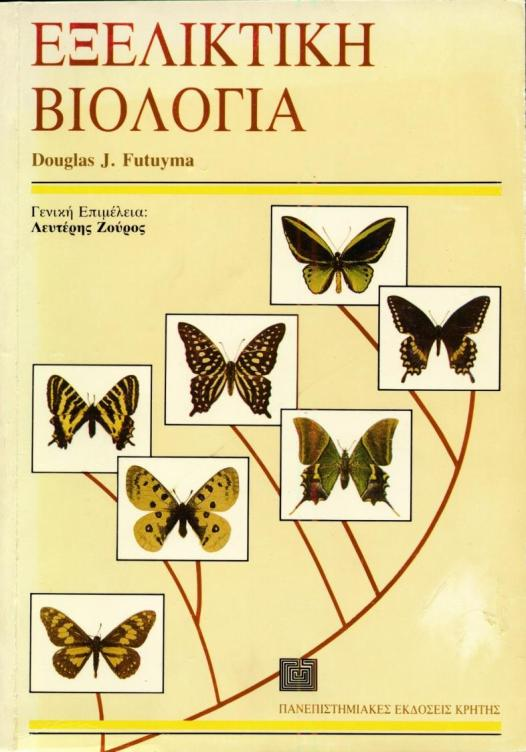 ΕΞΕΛΙΚΤΙΚΗ
ΒΙΟΛΟΓΙΑ
Douglas J. Futuyma
Γενική Επιμέλεια:
Λευτέρης Ζούρος
ΠΑΝΕΠΙΣΤΗΜΙΑΚΕΣ ΕΚΔΟΣΕΙΣ ΚΡΗΤΗΣ